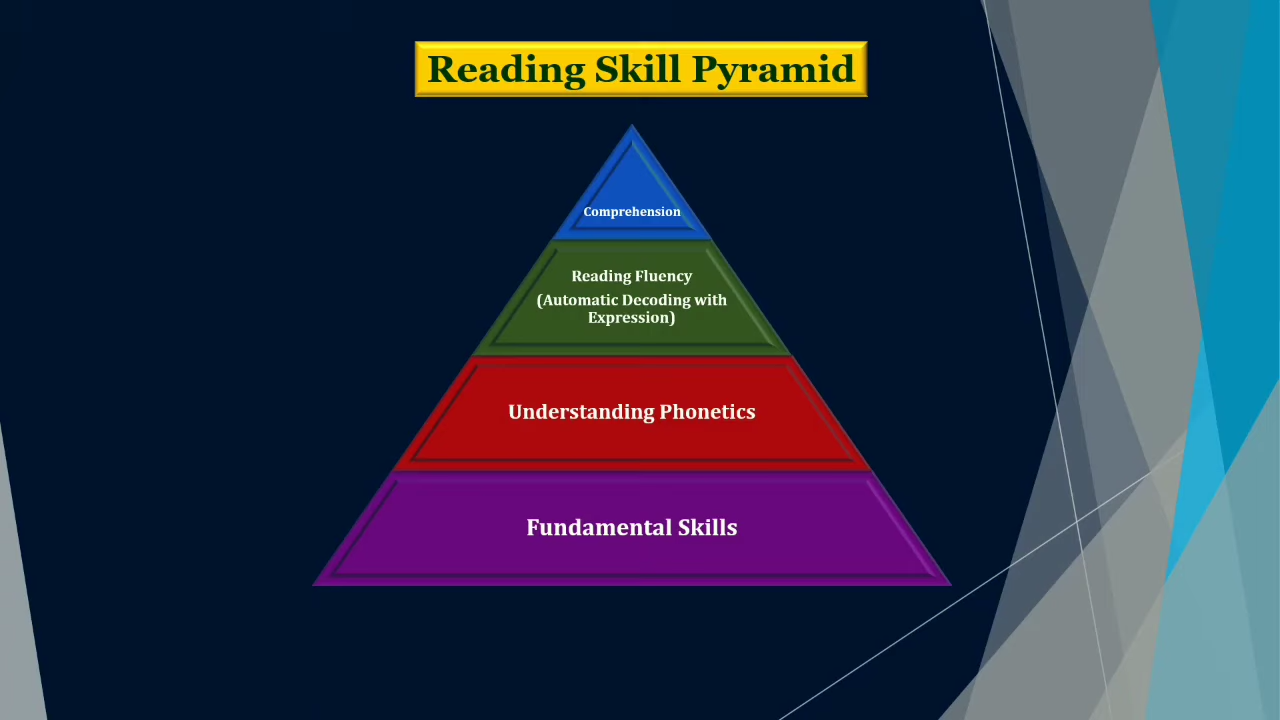 Reading Skill Pyramid
Comprehension
Reading Fluency
(Automatic Decoding with
Expression)
Understanding Phonetics
Fundamental Skills